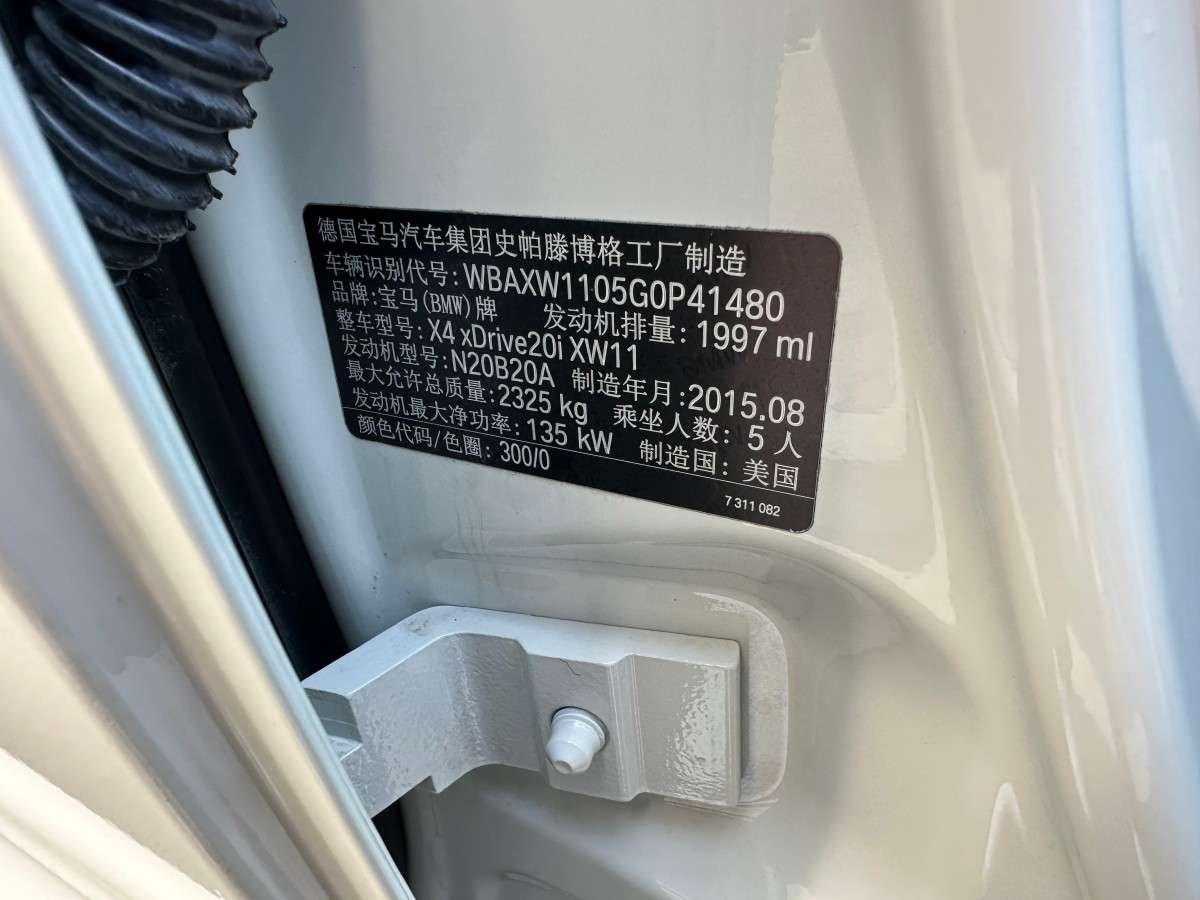 德国宝马汽车集团史帕滕博格工厂制造
车辆识别代号: WBAXW1105G0P41480
品牌: 宝马(BMW)牌 发动机排量: 1997 ml
整车型号: X4 xDrive20i XW11
发动机型号: N20B20A 制造年月: 2015.08
最大允许总质量: 2325 kg 乘坐人数: 5 人
发动机最大净功率: 135 kW 制造国: 美国
颜色代码/色圈: 300/0
7 311 082